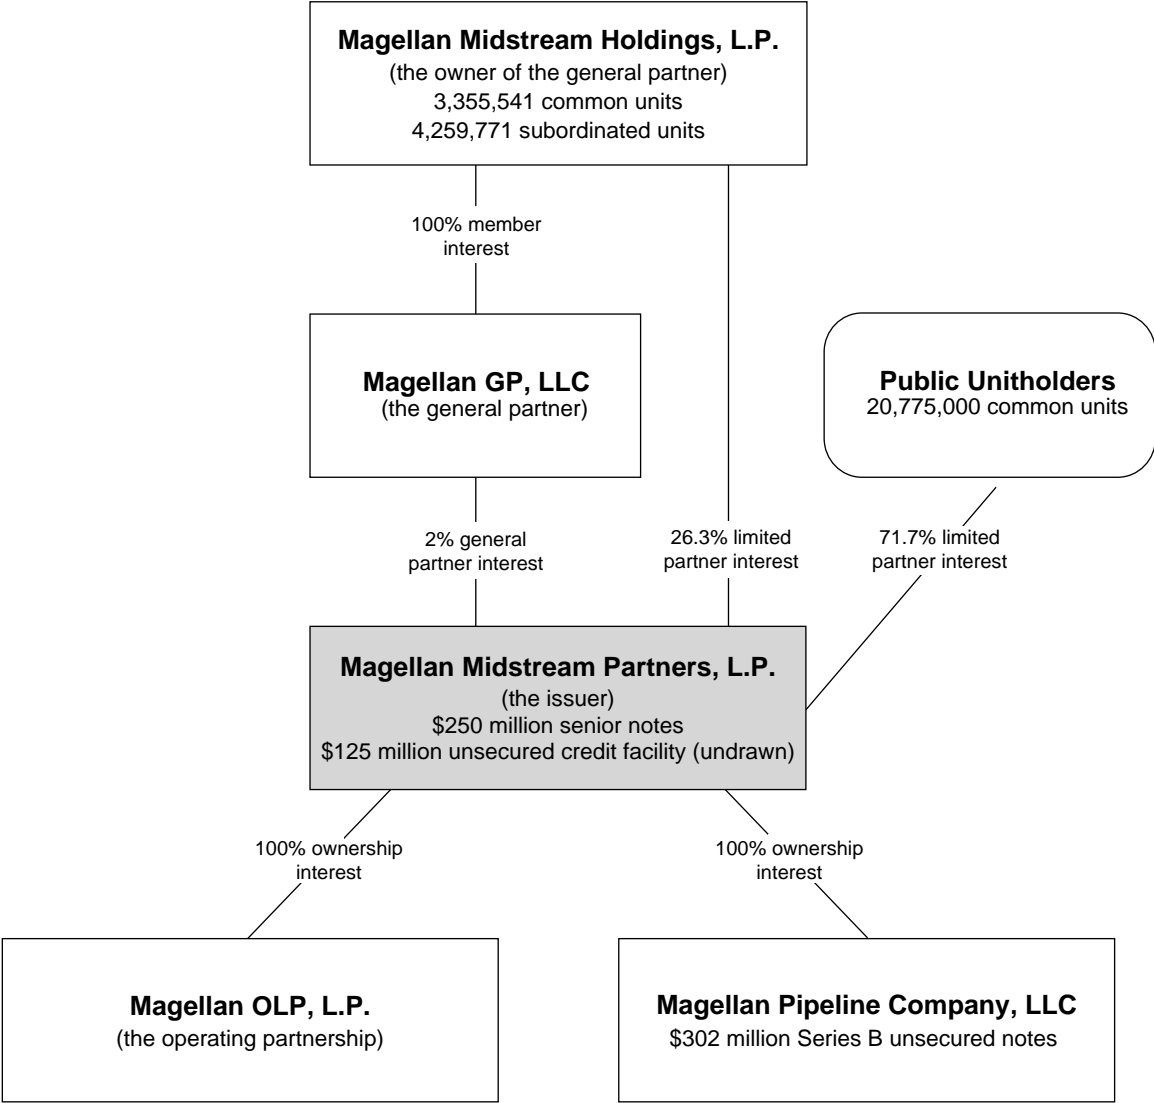 Magellan Midstream Holdings, L.P.
(the owner of the general partner)
3,355,541 common units
4,259,771 subordinated units
100% member
interest
Magellan GP, LLC
(the general partner)
Public Unitholders
20,775,000 common units
2% general
partner interest
26.3% limited
partner interest
71.7% limited
partner interest
Magellan Midstream Partners, L.P.
(the issuer)
$250 million senior notes
$125 million unsecured credit facility (undrawn)
100% ownership
interest
100% ownership
interest
Magellan OLP, L.P.
(the operating partnership)
Magellan Pipeline Company, LLC
$302 million Series B unsecured notes